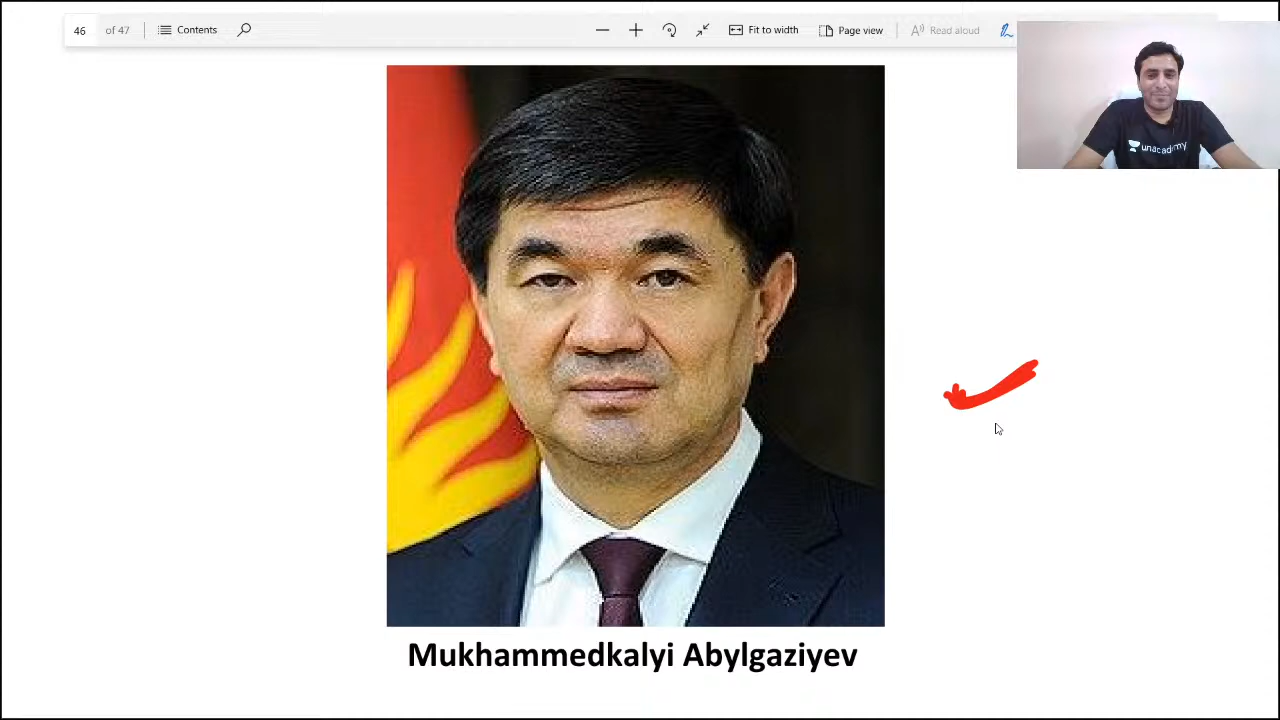 46 of 47 Contents Fit to width Page view Read aloud
unacademy
Mukhammedkalyi Abylgaziyev